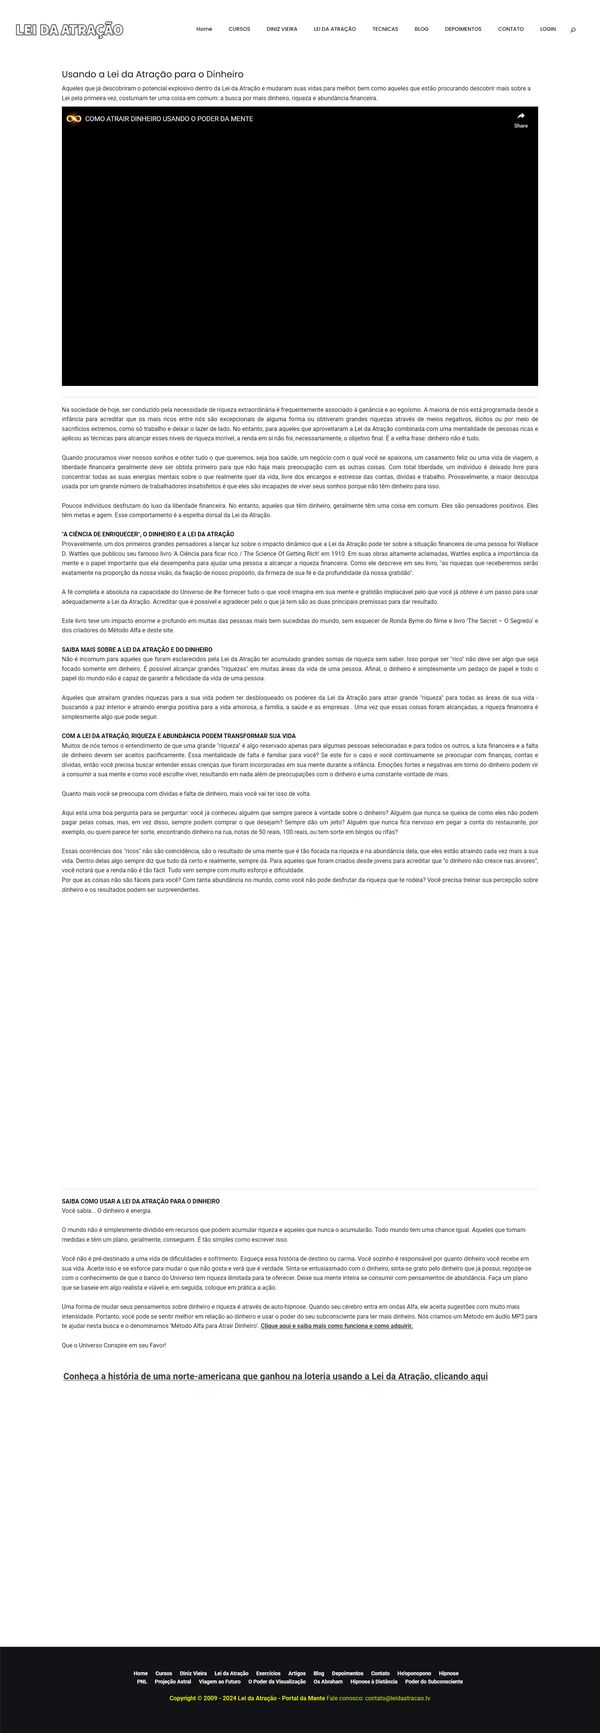 LEI DA ATRAÇÃO
Home CURSOS DINIZ VIEIRA LEI DA ATRAÇÃO TECNICAS BLOG DEPOIMENTOS CONTATO LOGIN
Usando a Lei da Atração para o Dinheiro
Aqueles que já descobriram o potencial explosivo dentro da Lei da Atração e mudaram suas vidas para melhor, bem como aqueles que estão procurando descobrir mais sobre a
Lei pela primeira vez, costumam ter uma coisa em comum: a busca por mais dinheiro, riqueza e abundância financeira.
COMO ATRAIR DINHEIRO USANDO O PODER DA MENTE
Share
Na sociedade de hoje, ser conduzido pela necessidade de riqueza extraordinária é frequentemente associado à ganância e ao egoísmo. A maioria de nós está programada desde a
infância para acreditar que os mais ricos entre nós são excepcionais de alguma forma ou obtiveram grandes riquezas através de meios negativos, ilícitos ou por meio de
sacrifícios extremos, como só trabalho e deixar o lazer de lado. No entanto, para aqueles que aproveitaram a Lei da Atração combinada com uma mentalidade de pessoas ricas e
aplicou as técnicas para alcançar esses níveis de riqueza incrível, a renda em si não foi, necessariamente, o objetivo final. É a velha frase: dinheiro não é tudo.
Quando procuramos viver nossos sonhos e obter tudo o que queremos, seja boa saúde, um negócio com o qual você se apaixona, um casamento feliz ou uma vida de viagem, a
liberdade financeira geralmente deve ser obtida primeiro para que não haja mais preocupação com as outras coisas. Com total liberdade, um indivíduo é deixado livre para
concentrar todas as suas energias mentais sobre o que realmente quer da vida, livre dos encargos e estresse das contas, dívidas e trabalho. Provavelmente, a maior desculpa
usada por um grande número de trabalhadores insatisfeitos é que eles são incapazes de viver seus sonhos porque não têm dinheiro para isso.
Poucos indivíduos desfrutam do luxo da liberdade financeira. No entanto, aqueles que têm dinheiro, geralmente têm uma coisa em comum. Eles são pensadores positivos. Eles
têm metas e agem. Esse comportamento é a espinha dorsal da Lei da Atração.
"A CIÊNCIA DE ENRIQUECER", O DINHEIRO E A LEI DA ATRAÇÃO
Provavelmente, um dos primeiros grandes pensadores a lançar luz sobre o impacto dinâmico que a Lei da Atração pode ter sobre a situação financeira de uma pessoa foi Wallace
D. Wattles que publicou seu famoso livro 'A Ciência para ficar rico / The Science Of Getting Rich' em 1910. Em suas obras altamente aclamadas, Wattles explica a importância da
mente e o papel importante que ela desempenha para ajudar uma pessoa a alcançar a riqueza financeira. Como ele descreve em seu livro, "as riquezas que receberemos serão
exatamente na proporção da nossa visão, da fixação de nosso propósito, da firmeza de sua fé e da profundidade da nossa gratidão".
A fé completa e absoluta na capacidade do Universo de lhe fornecer tudo o que você imagina em sua mente e gratidão implacável pelo que você já obteve é um passo para usar
adequadamente a Lei da Atração. Acreditar que é possível e agradecer pelo o que já tem são as duas principais premissas para dar resultado.
Este livro teve um impacto enorme e profundo em muitas das pessoas mais bem sucedidas do mundo, sem esquecer de Ronda Byrne do filme e livro 'The Secret – O Segredo' e
dos criadores do Método Alfa e deste site.
SAIBA MAIS SOBRE A LEI DA ATRAÇÃO E DO DINHEIRO
Não é incomum para aqueles que foram esclarecidos pela Lei da Atração ter acumulado grandes somas de riqueza sem saber. Isso porque ser "rico" não deve ser algo que seja
focado somente em dinheiro. É possível alcançar grandes "riquezas" em muitas áreas da vida de uma pessoa. Afinal, o dinheiro é simplesmente um pedaço de papel e todo o
papel do mundo não é capaz de garantir a felicidade da vida de uma pessoa.
Aqueles que atraíram grandes riquezas para a sua vida podem ter desbloqueado os poderes da Lei da Atração para atrair grande "riqueza" para todas as áreas de sua vida -
buscando a paz interior e atraindo energia positiva para a vida amorosa, a família, a saúde e as empresas . Uma vez que essas coisas foram alcançadas, a riqueza financeira é
simplesmente algo que pode seguir.
COM A LEI DA ATRAÇÃO, RIQUEZA E ABUNDÂNCIA PODEM TRANSFORMAR SUA VIDA
Muitos de nós temos o entendimento de que uma grande "riqueza" é algo reservado apenas para algumas pessoas selecionadas e para todos os outros, a luta financeira e a falta
de dinheiro devem ser aceitos pacificamente. Essa mentalidade de falta é familiar para você? Se este for o caso e você continuamente se preocupar com finanças, contas e
dívidas, então você precisa buscar entender essas crenças que foram incorporadas em sua mente durante a infância. Emoções fortes e negativas em torno do dinheiro podem vir
a consumir a sua mente e como você escolhe viver, resultando em nada além de preocupações com o dinheiro e uma constante vontade de mais.
Quanto mais você se preocupa com dívidas e falta de dinheiro, mais você vai ter isso de volta.
Aqui está uma boa pergunta para se perguntar: você já conheceu alguém que sempre parece à vontade sobre o dinheiro? Alguém que nunca se queixa de como eles não podem
pagar pelas coisas, mas, em vez disso, sempre podem comprar o que desejam? Sempre dão um jeito? Alguém que nunca fica nervoso em pegar a conta do restaurante, por
exemplo, ou quem parece ter sorte, encontrando dinheiro na rua, notas de 50 reais, 100 reais, ou tem sorte em bingos ou rifas?
Essas ocorrências dos "ricos" não são coincidência, são o resultado de uma mente que é tão focada na riqueza e na abundância dela, que eles estão atraindo cada vez mais a sua
vida. Dentro delas algo sempre diz que tudo dá certo e realmente, sempre dá. Para aqueles que foram criados desde jovens para acreditar que "o dinheiro não cresce nas árvores",
você notará que a renda não é tão fácil. Tudo vem sempre com muito esforço e dificuldade.
Por que as coisas não são fáceis para você? Com tanta abundância no mundo, como você não pode desfrutar da riqueza que te rodeia? Você precisa treinar sua percepção sobre
dinheiro e os resultados podem ser surpreendentes.
SAIBA COMO USAR A LEI DA ATRAÇÃO PARA O DINHEIRO
Você sabia... O dinheiro é energia.
O mundo não é simplesmente dividido em recursos que podem acumular riqueza e aqueles que nunca o acumularão. Todo mundo tem uma chance igual. Aqueles que tomam
medidas e têm um plano, geralmente, conseguem. É tão simples como escrever isso.
Você não é pré-destinado a uma vida de dificuldades e sofrimento. Esqueça essa história de destino ou carma. Você sozinho é responsável por quanto dinheiro você recebe em
sua vida. Aceite isso e se esforce para mudar o que não gosta e verá que é verdade. Sinta-se entusiasmado com o dinheiro, sinta-se grato pelo dinheiro que já possui, regozije-se
com o conhecimento de que o banco do Universo tem riqueza ilimitada para te oferecer. Deixe sua mente inteira se consumir com pensamentos de abundância. Faça um plano
que se baseie em algo realista e viável e, em seguida, coloque em prática a ação.
Uma forma de mudar seus pensamentos sobre dinheiro e riqueza é através de auto-hipnose. Quando seu cérebro entra em ondas Alfa, ele aceita sugestões com muito mais
intensidade. Portanto, você pode se sentir melhor em relação ao dinheiro e usar o poder do seu subconsciente para ter mais dinheiro. Nós criamos um Método em áudio MP3 para
te ajudar nesta busca e o denominamos 'Método Alfa para Atrair Dinheiro'. Clique aqui e saiba mais como funciona e como adquirir.
Que o Universo Conspire em seu Favor!
Conheça a história de uma norte-americana que ganhou na loteria usando a Lei da Atração, clicando aqui
Home Cursos Diniz Vieira Lei da Atração Exercícios Artigos Blog Depoimentos Contato Ho'oponopono Hipnose
PNL Projeção Astral Viagem ao Futuro O Poder da Visualização Os Abraham Hipnose à Distância Poder do Subconsciente
Copyright © 2009 - 2024 Lei da Atração - Portal da Mente Fale conosco: contato@leidaatracao.tv